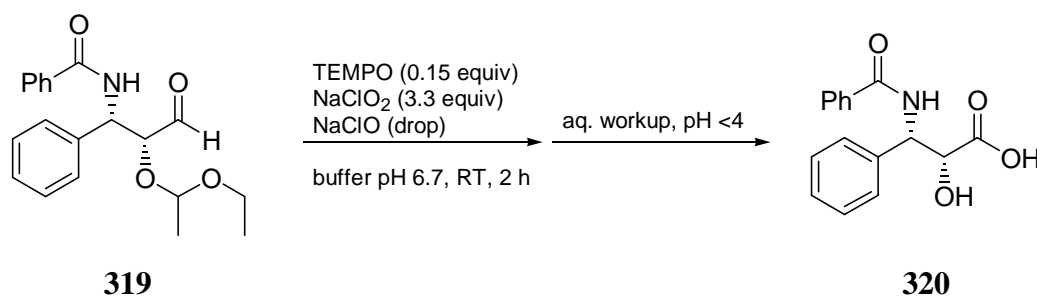 O
Ph
NH
O
H
O
O
319
TEMPO (0.15 equiv)
NaClO2 (3.3 equiv)
NaClO (drop)
buffer pH 6.7, RT, 2 h
aq. workup, pH <4
O
Ph
NH
O
OH
OH
320